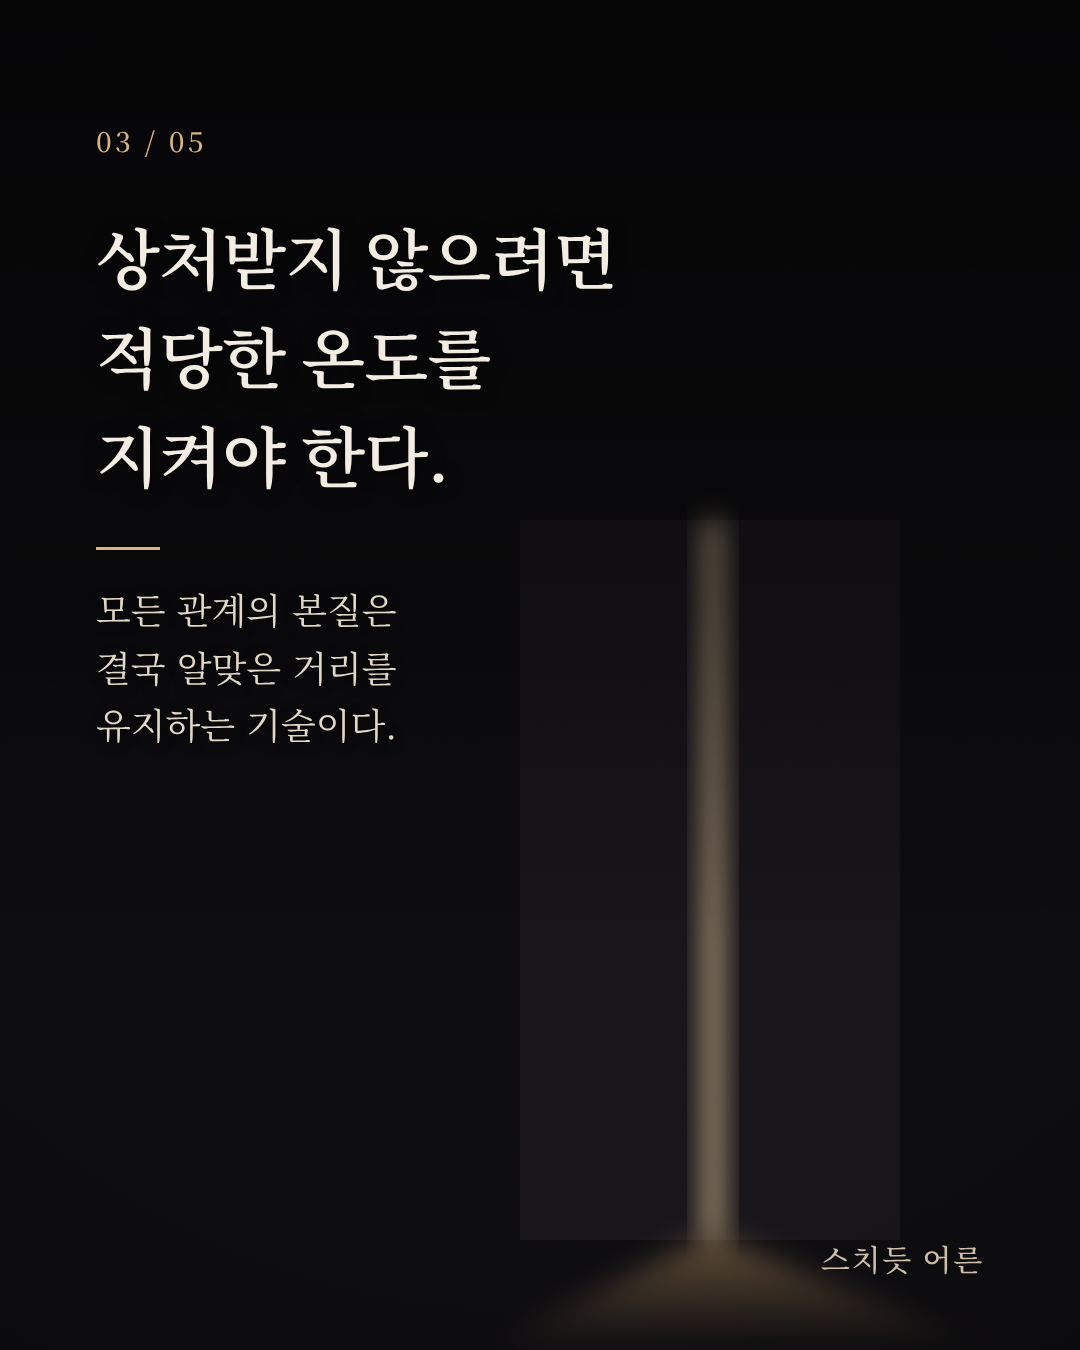 03 / 05
상처받지 않으려면
적당한 온도를
지켜야 한다.
모든 관계의 본질은
결국 알맞은 거리를
유지하는 기술이다.
스치듯 어른